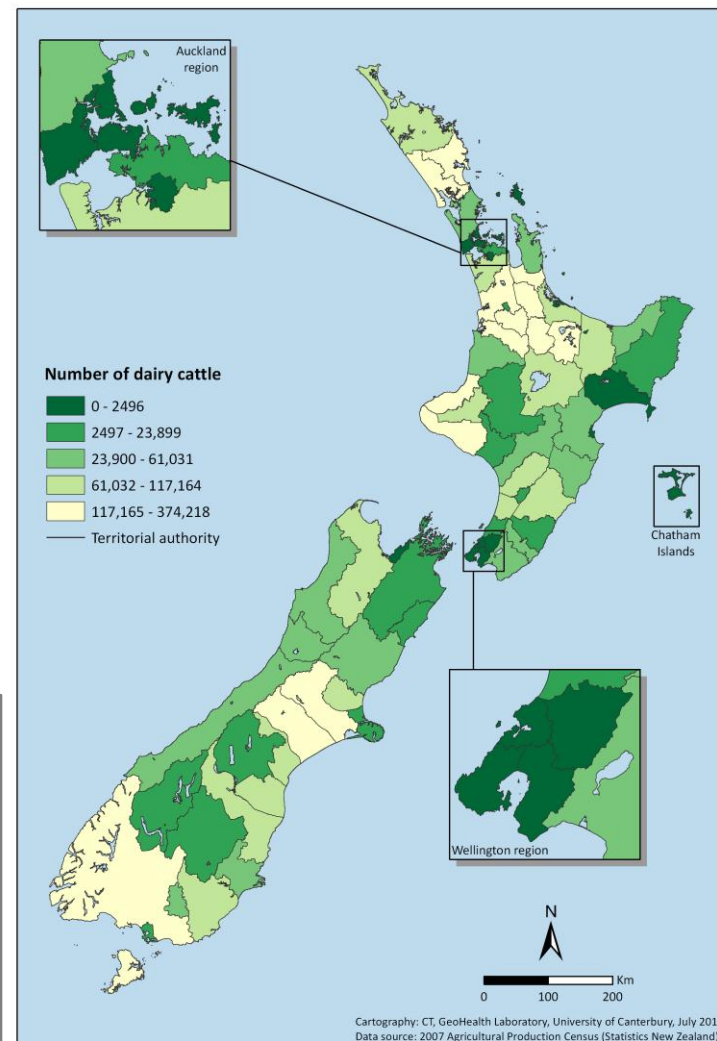 Auckland
region
Number of dairy cattle
0 - 2496
2497 - 23,899
23,900 - 61,031
61,032 - 117,164
117,165 - 374,218
Territorial authority
Chatham
Islands
Wellington region
N
Km
0 100 200
Cartography: CT, GeoHealth Laboratory, University of Canterbury, July 201
Data source: 2007 Agricultural Production Census (Statistics New Zealand)